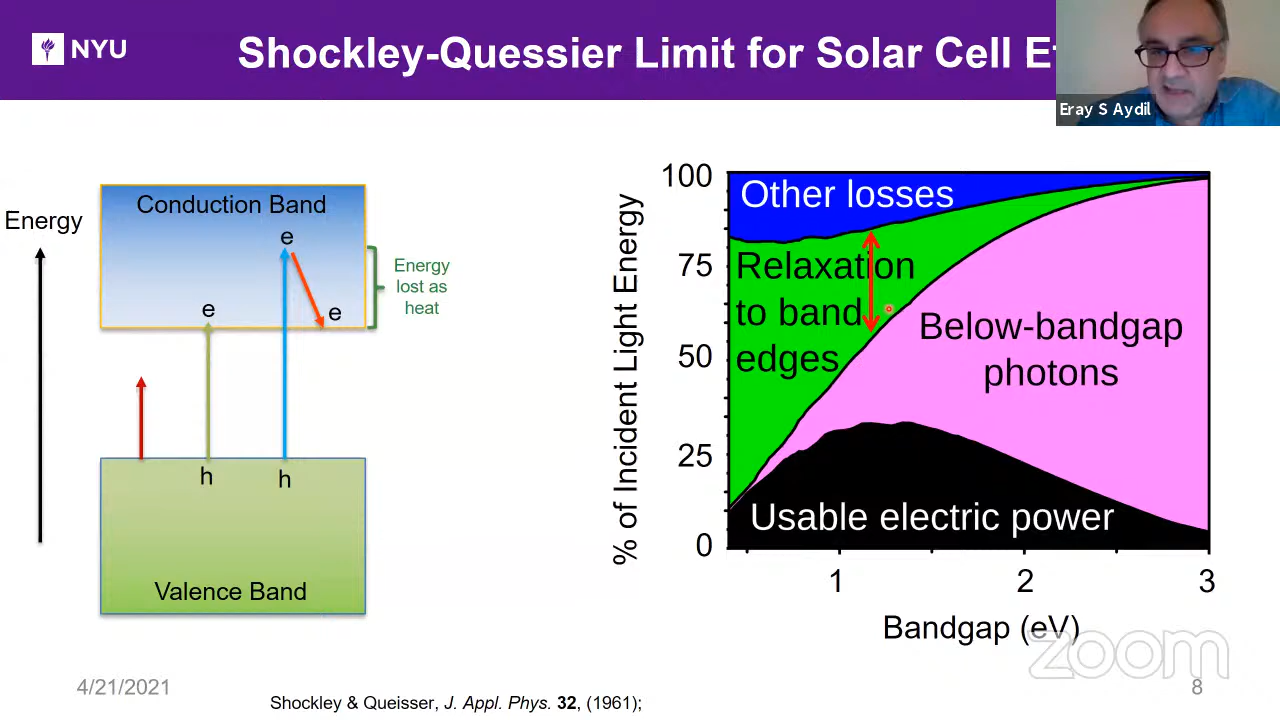 NYU
Shockley-Quessier Limit for Solar Cell
Eray S Aydil
Energy
Conduction Band
e
e
e
Energy
lost as
heat
h
h
Valence Band
% of Incident Light Energy
100
75
50
25
0
Other losses
Relaxation
to band
edges
Below-bandgap
photons
Usable electric power
1
2
3
Bandgap (eV)
zoom
4/21/2021
Shockley & Queisser, J. Appl. Phys. 32, (1961);
8